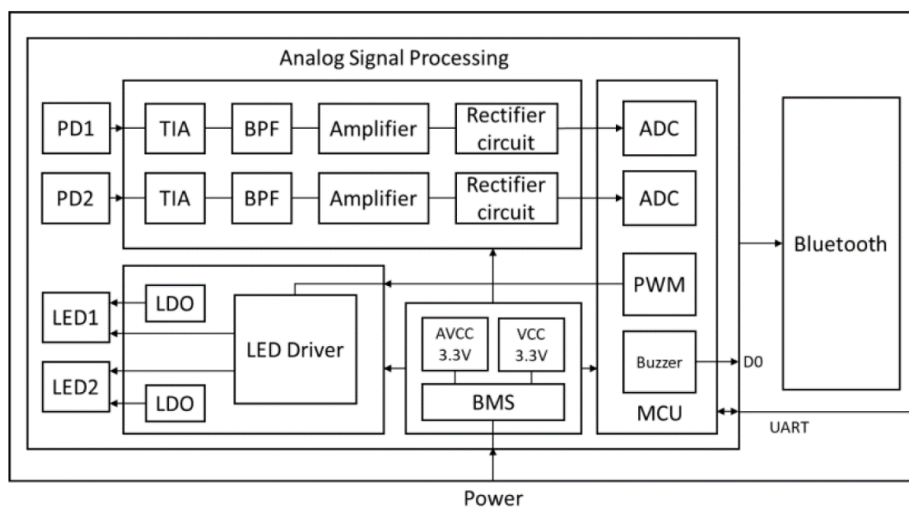 Analog Signal Processing
PD1
TIA
BPF
Amplifier
Rectifier
circuit
ADC
PD2
TIA
BPF
Amplifier
Rectifier
circuit
ADC
Bluetooth
LED1
LDO
LED Driver
LED2
LDO
AVCC
3.3V
VCC
3.3V
BMS
PWM
Buzzer
D0
MCU
UART
Power